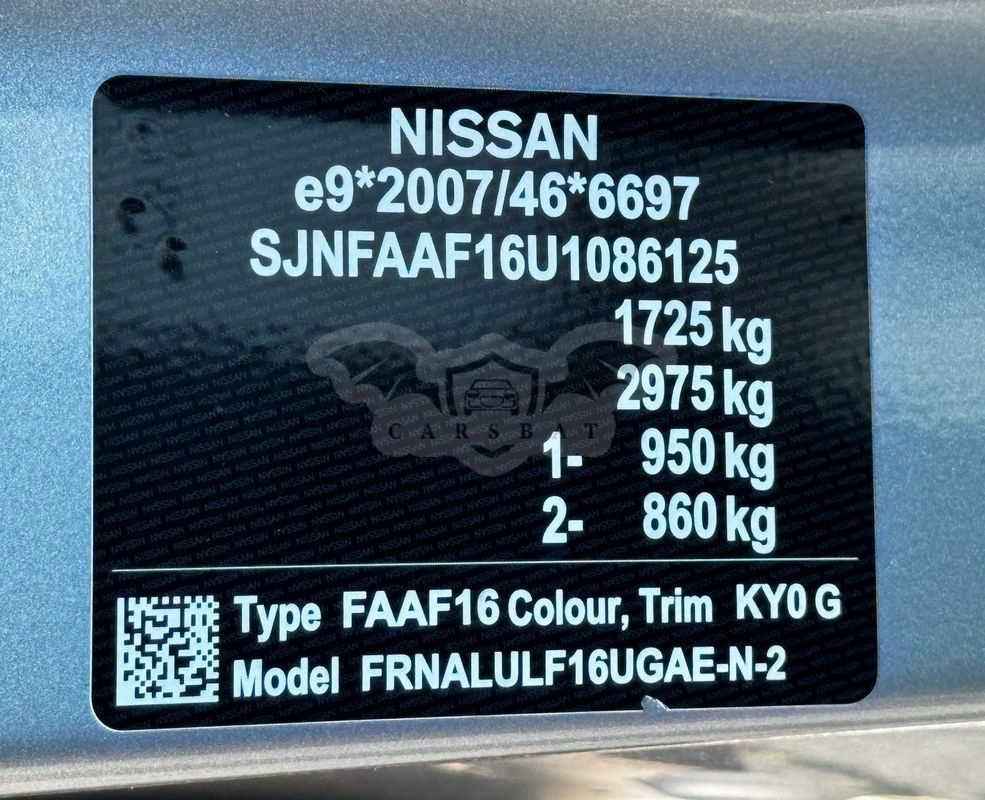 NISSAN
e9*2007/46*6697
SJNFAAF16U1086125
1725 kg
2975 kg
CARSBAT
1- 950 kg
2- 860 kg
Type FAAF16 Colour, Trim KY0 G
Model FRNALULF16UGAE-N-2